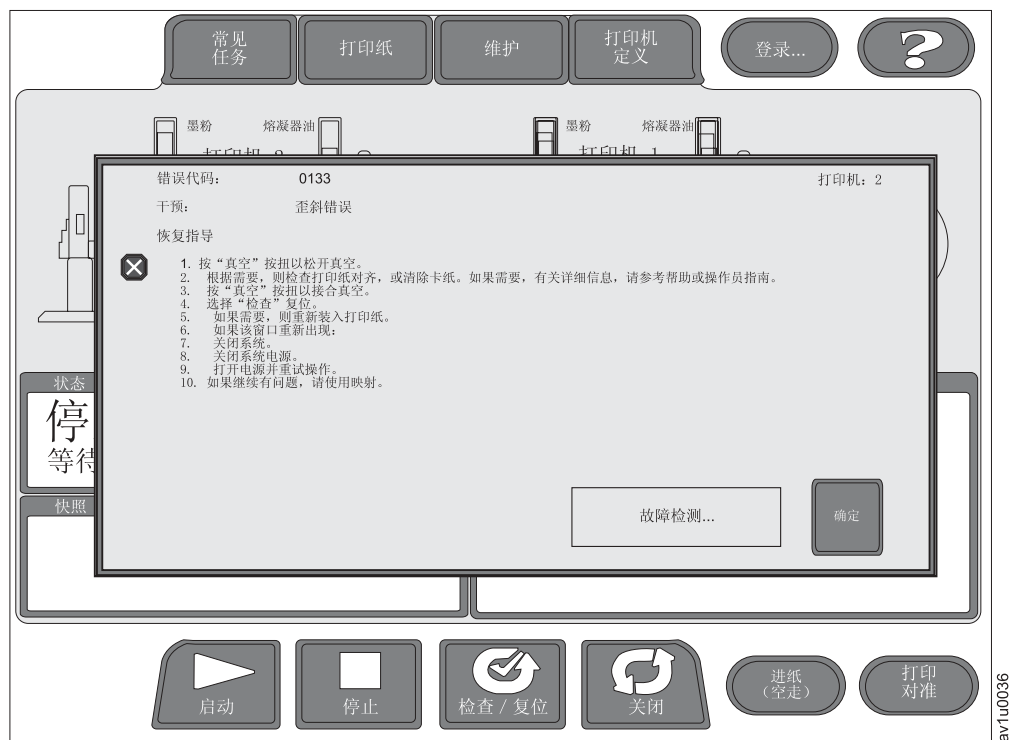 常见
任务
打印纸
维护
打印机
定义
登录...
?
墨粉 熔凝器油 墨粉 熔凝器油
打印机 2 打印机 1
错误代码: 0133 打印机: 2
干预: 歪斜错误
恢复指导
1. 按“真空”按扭以松开真空。
2. 根据需要，则检查打印纸对齐，或清除卡纸。如果需要，有关详细信息，请参考帮助或操作员指南。
3. 按“真空”按扭以接合真空。
4. 选择“检查”复位。
5. 如果需要，则重新装入打印纸。
6. 如果该窗口重新出现:
7. 关闭系统。
8. 关闭系统电源。
9. 打开电源并重试操作。
10. 如果继续有问题，请使用映射。
状态
停
等待
快照
故障检测...
确定
启动
停止
检查 / 复位
关闭
进纸
（空走）
打印
对准
av1u0036